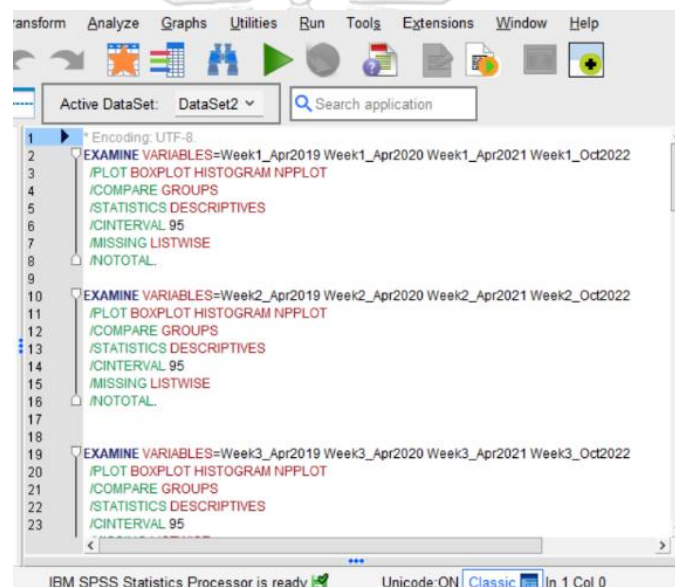 ansform Analyze Graphs Utilities Run Tools Extensions Window Help
Active DataSet: DataSet2 Search application
1 * Encoding: UTF-8.
2 EXAMINE VARIABLES=Week1_Apr2019 Week1_Apr2020 Week1_Apr2021 Week1_Oct2022
3 /PLOT BOXPLOT HISTOGRAM NPPLOT
4 /COMPARE GROUPS
5 /STATISTICS DESCRIPTIVES
6 /CINTERVAL 95
7 /MISSING LISTWISE
8 /NOTOTAL.
9
10 EXAMINE VARIABLES=Week2_Apr2019 Week2_Apr2020 Week2_Apr2021 Week2_Oct2022
11 /PLOT BOXPLOT HISTOGRAM NPPLOT
12 /COMPARE GROUPS
13 /STATISTICS DESCRIPTIVES
14 /CINTERVAL 95
15 /MISSING LISTWISE
16 /NOTOTAL.
17
18
19 EXAMINE VARIABLES=Week3_Apr2019 Week3_Apr2020 Week3_Apr2021 Week3_Oct2022
20 /PLOT BOXPLOT HISTOGRAM NPPLOT
21 /COMPARE GROUPS
22 /STATISTICS DESCRIPTIVES
23 /CINTERVAL 95
IBM SPSS Statistics Processor is ready Unicode:ON Classic In 1 Col 0